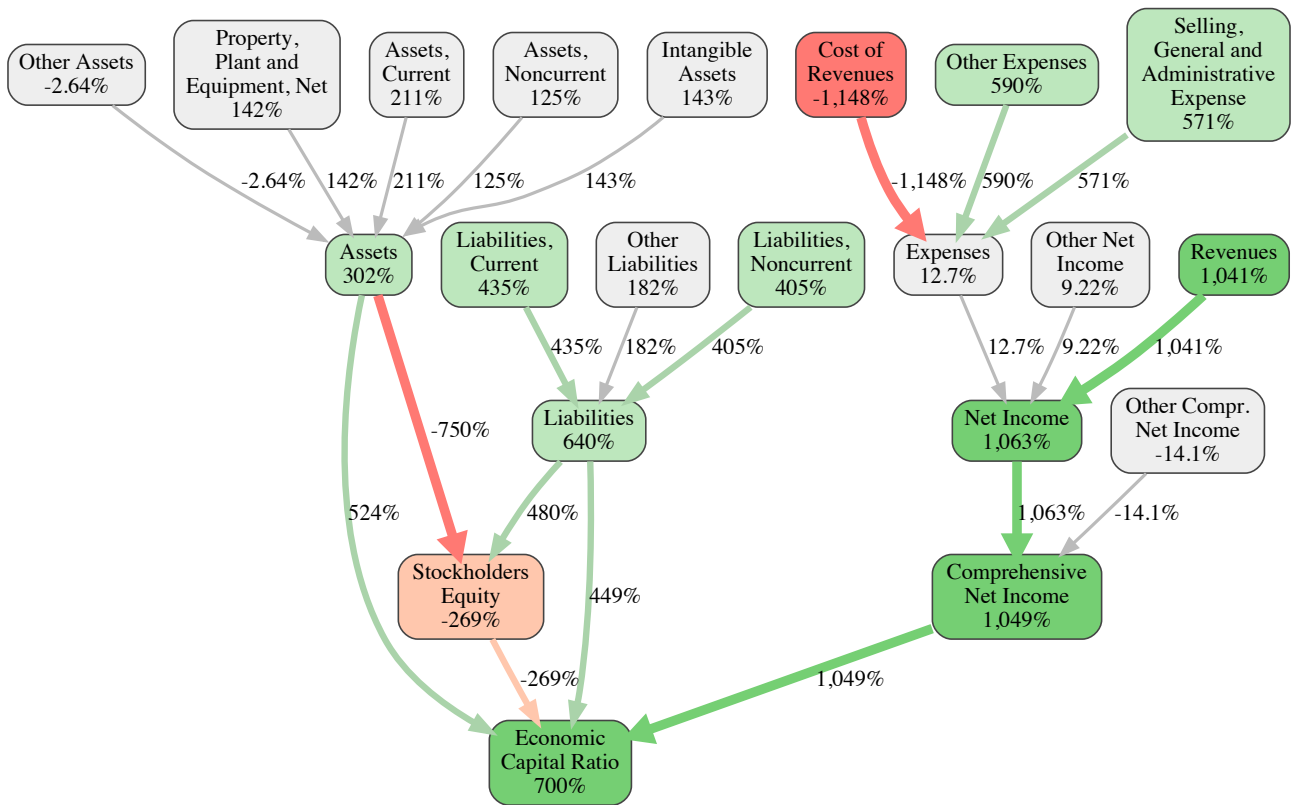 Other Assets
-2.64%
Property,
Plant and
Equipment, Net
142%
Assets,
Current
211%
Assets,
Noncurrent
125%
Intangible
Assets
143%
Cost of
Revenues
-1,148%
Other Expenses
590%
Selling,
General and
Administrative
Expense
571%
-2.64%
142%
211%
125%
143%
-1,148%
590%
571%
Assets
302%
Liabilities,
Current
435%
Other
Liabilities
182%
Liabilities,
Noncurrent
405%
Expenses
12.7%
Other Net
Income
9.22%
Revenues
1,041%
435%
182%
405%
12.7%
9.22%
1,041%
-750%
Liabilities
640%
Net Income
1,063%
Other Compr.
Net Income
-14.1%
524%
480%
1,063%
-14.1%
Stockholders
Equity
-269%
449%
Comprehensive
Net Income
1,049%
-269%
1,049%
Economic
Capital Ratio
700%